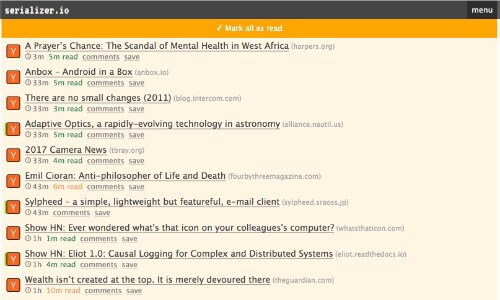 serializer.io
menu
✓ Mark all as read
Y A Prayer's Chance: The Scandal of Mental Health in West Africa (harpers.org)
3m 5m read comments save
Y Anbox - Android in a Box (anbox.io)
33m 5m read comments save
Y There are no small changes (2011) (blog.intercom.com)
33m 3m read comments save
Y Adaptive Optics, a rapidly-evolving technology in astronomy (alliance.nautil.us)
33m 5m read comments save
Y 2017 Camera News (tbray.org)
33m 4m read comments save
Y Emil Cioran: Anti-philosopher of Life and Death (fourbythreemagazine.com)
43m 6m read comments save
Y Sylpheed - a simple, lightweight but featureful, e-mail client (sylpheed.sraoss.jp)
43m comments save
Y Show HN: Ever wondered what's that icon on your colleagues's computer? (whatsthaticon.com)
1h 1m read comments save
Y Show HN: Eliot 1.0: Causal Logging for Complex and Distributed Systems (eliot.readthedocs.io)
1h 4m read comments save
Y Wealth isn't created at the top. It is merely devoured there (theguardian.com)
1h 10m read comments save